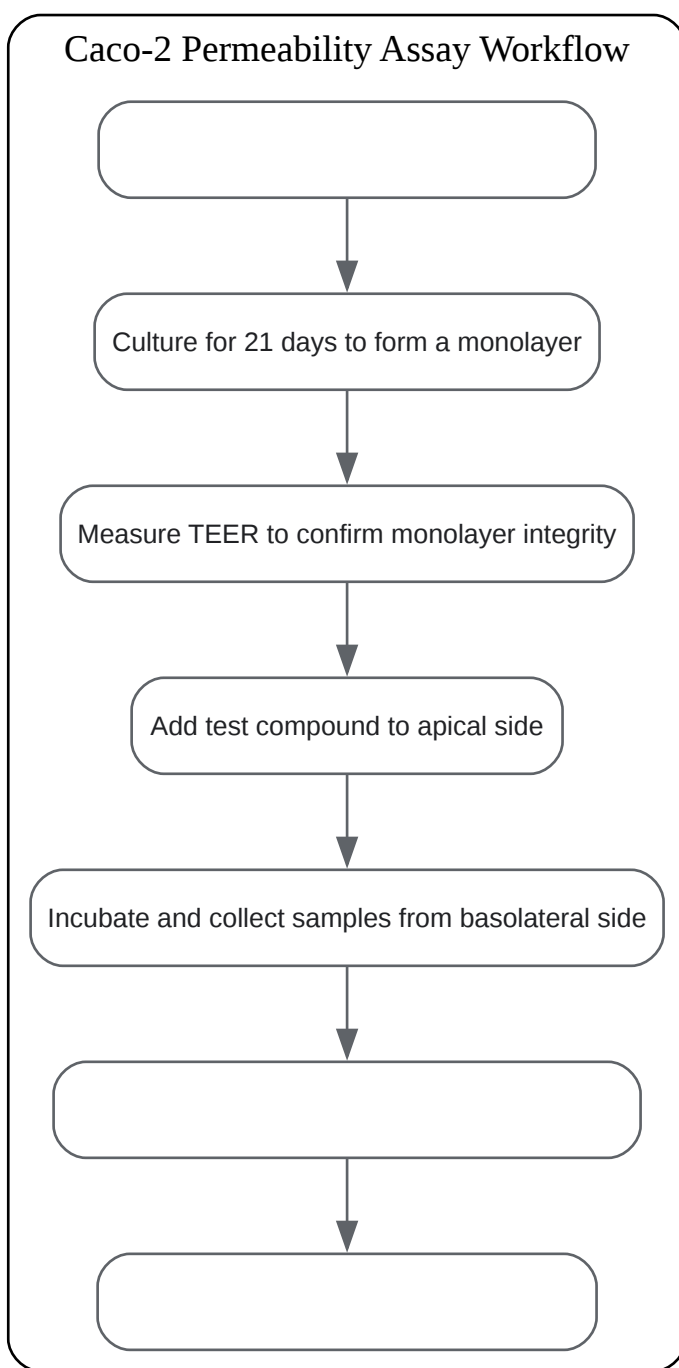 Caco-2 Permeability Assay Workflow
Culture for 21 days to form a monolayer
Measure TEER to confirm monolayer integrity
Add test compound to apical side
Incubate and collect samples from basolateral side